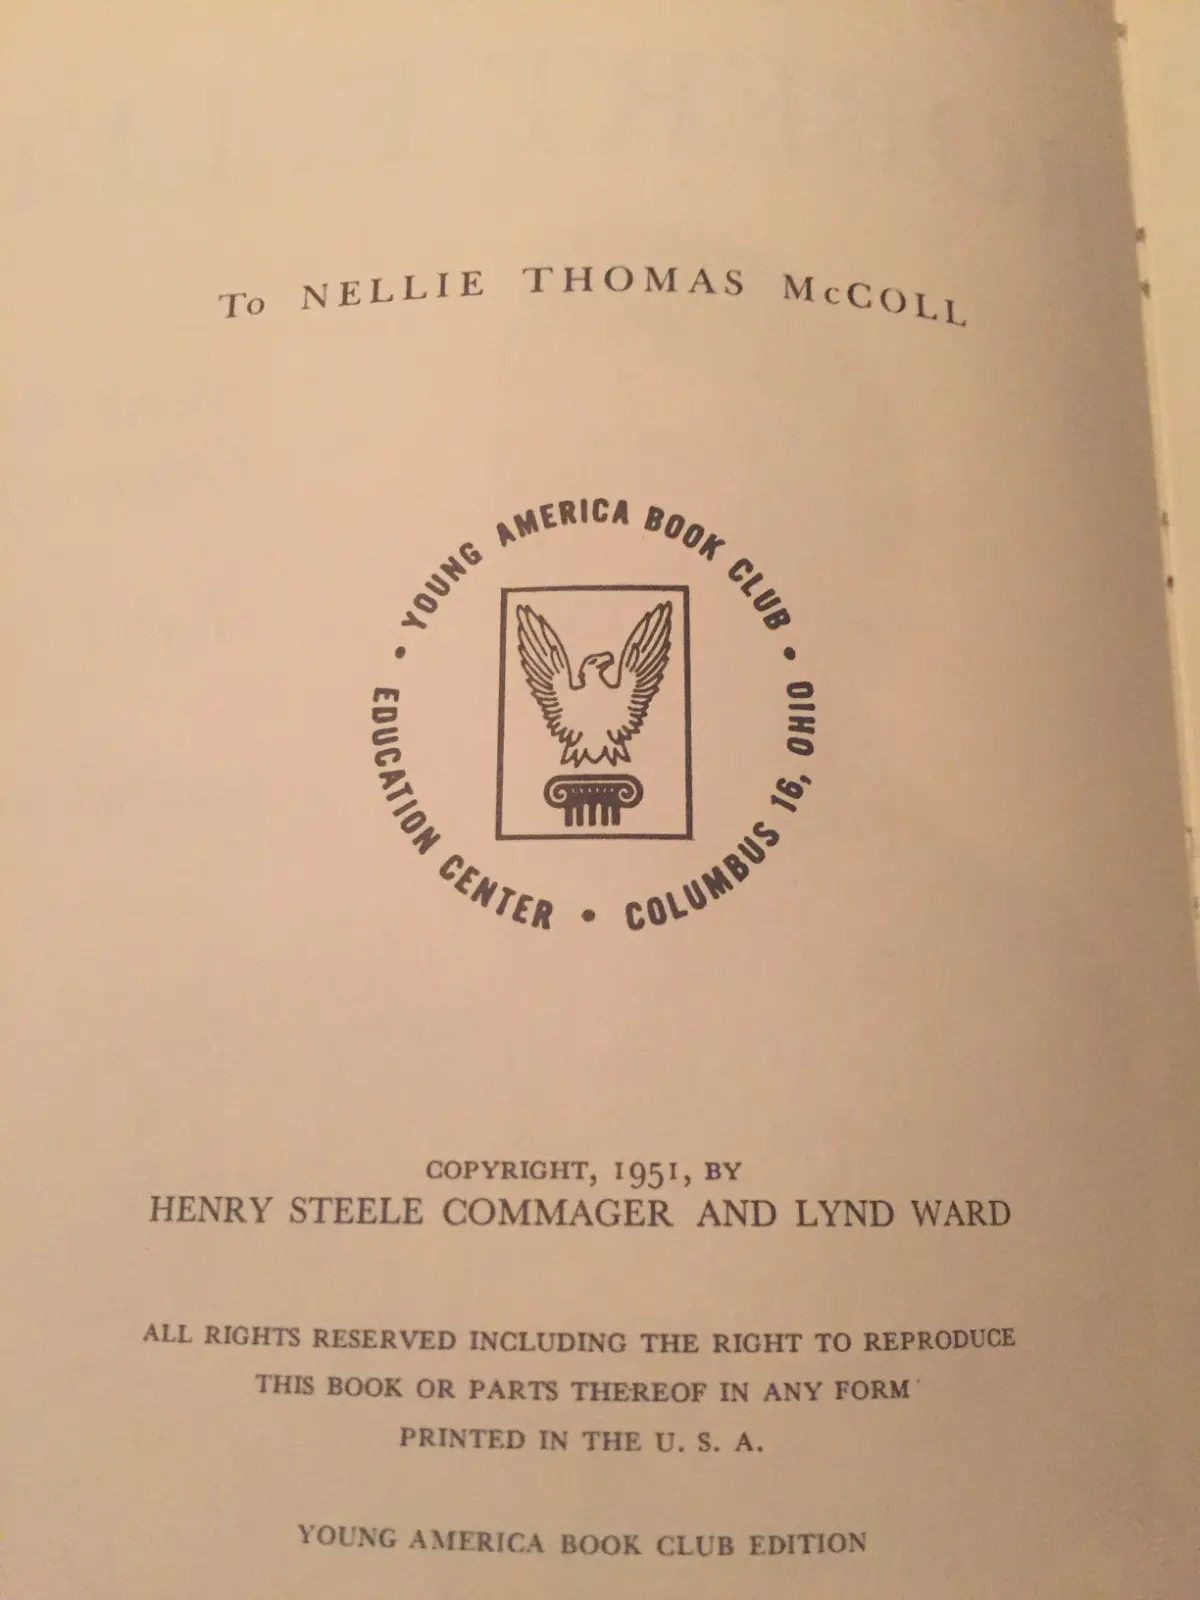 To NELLIE THOMAS McCOLL
• YOUNG AMERICA BOOK CLUB •
EDUCATION CENTER • COLUMBUS 16, OHIO
COPYRIGHT, 1951, BY
HENRY STEELE COMMAGER AND LYND WARD
ALL RIGHTS RESERVED INCLUDING THE RIGHT TO REPRODUCE
THIS BOOK OR PARTS THEREOF IN ANY FORM
PRINTED IN THE U. S. A.
YOUNG AMERICA BOOK CLUB EDITION